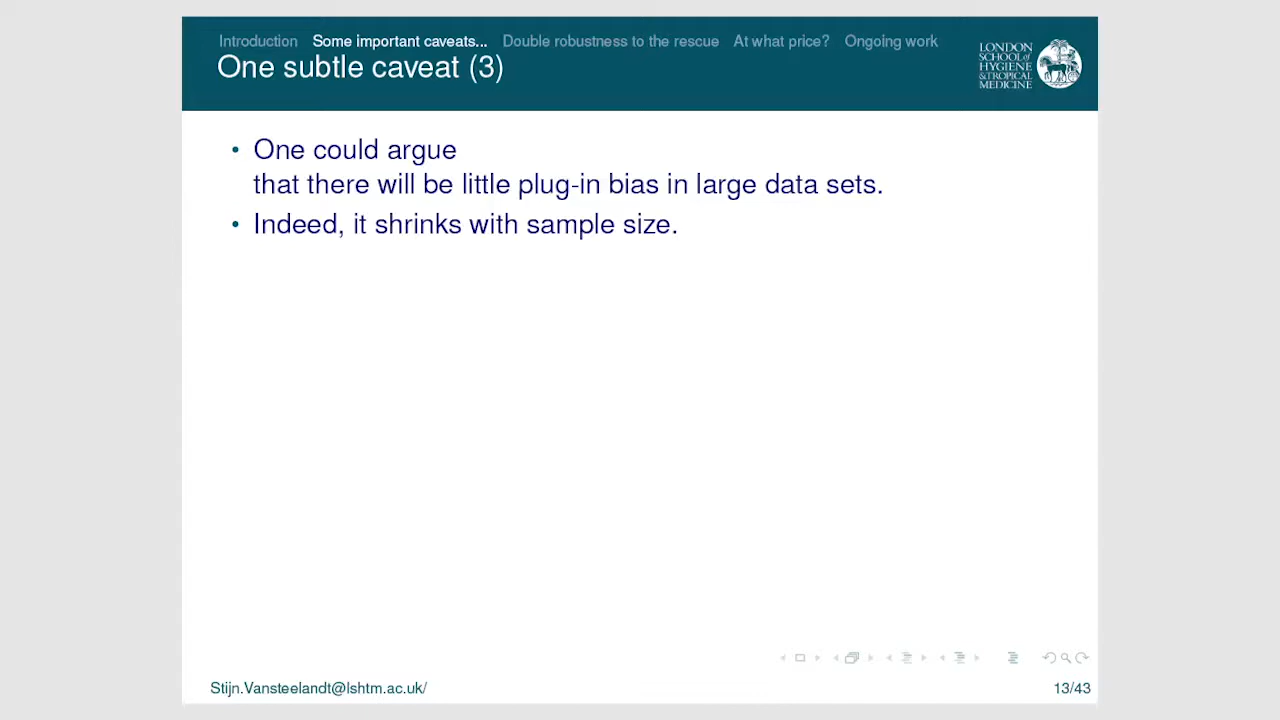 Introduction Some important caveats... Double robustness to the rescue At what price? Ongoing work
One subtle caveat (3)
LONDON
SCHOOL of
HYGIENE
& TROPICAL
MEDICINE
• One could argue
that there will be little plug-in bias in large data sets.
• Indeed, it shrinks with sample size.
Stijn.Vansteelandt@lshtm.ac.uk/
13/43